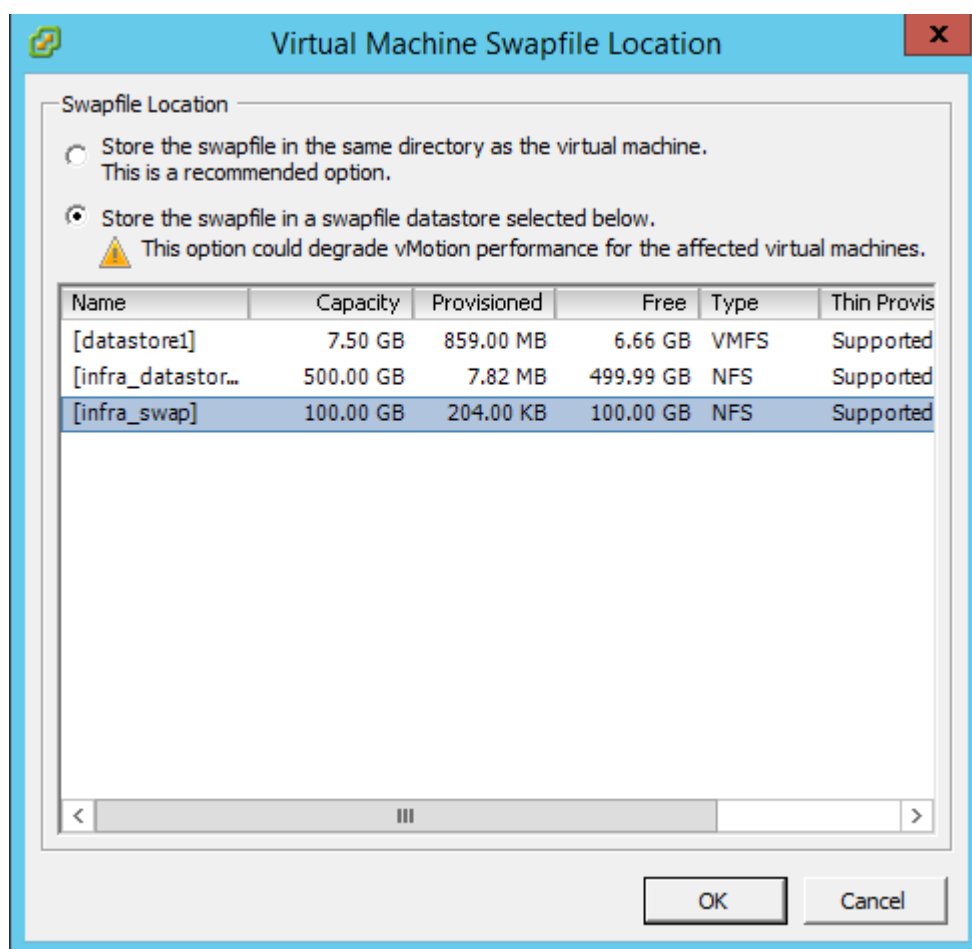 Virtual Machine Swapfile Location
x
Swapfile Location
Store the swapfile in the same directory as the virtual machine.
This is a recommended option.
Store the swapfile in a swapfile datastore selected below.
This option could degrade vMotion performance for the affected virtual machines.
Name Capacity Provisioned Free Type Thin Provis
[datastore1] 7.50 GB 859.00 MB 6.66 GB VMFS Supported
[infra_datastor... 500.00 GB 7.82 MB 499.99 GB NFS Supported
[infra_swap] 100.00 GB 204.00 KB 100.00 GB NFS Supported
OK Cancel